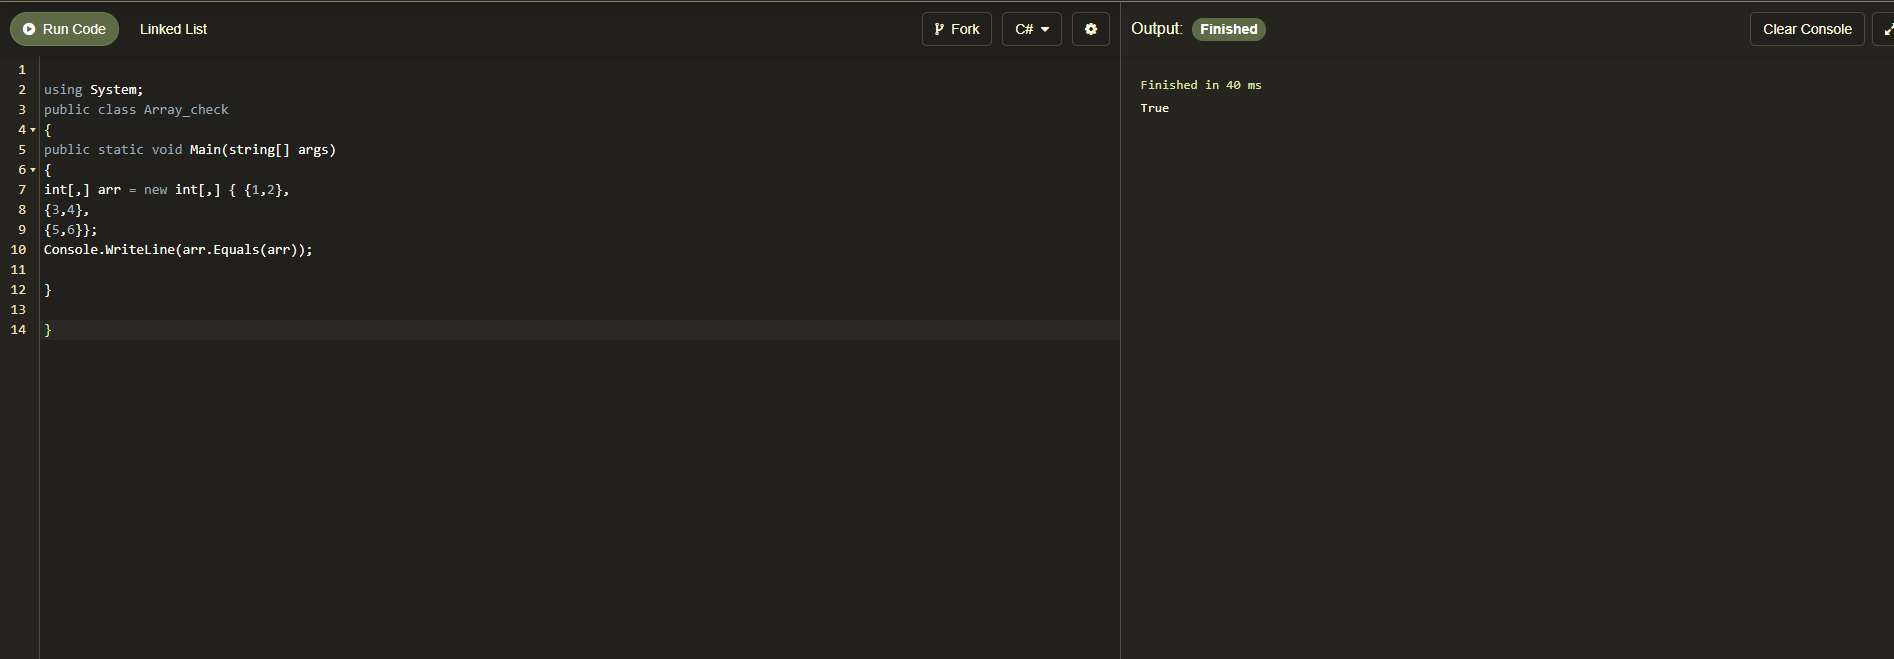 Run Code Linked List Fork C# Output: Finished Clear Console
1
2 using System;
3 public class Array_check
4 {
5 public static void Main(string[] args)
6 {
7 int[,] arr = new int[,] { {1,2},
8 {3,4},
9 {5,6}};
10 Console.WriteLine(arr.Equals(arr));
11
12 }
13
14 }
Finished in 40 ms
True